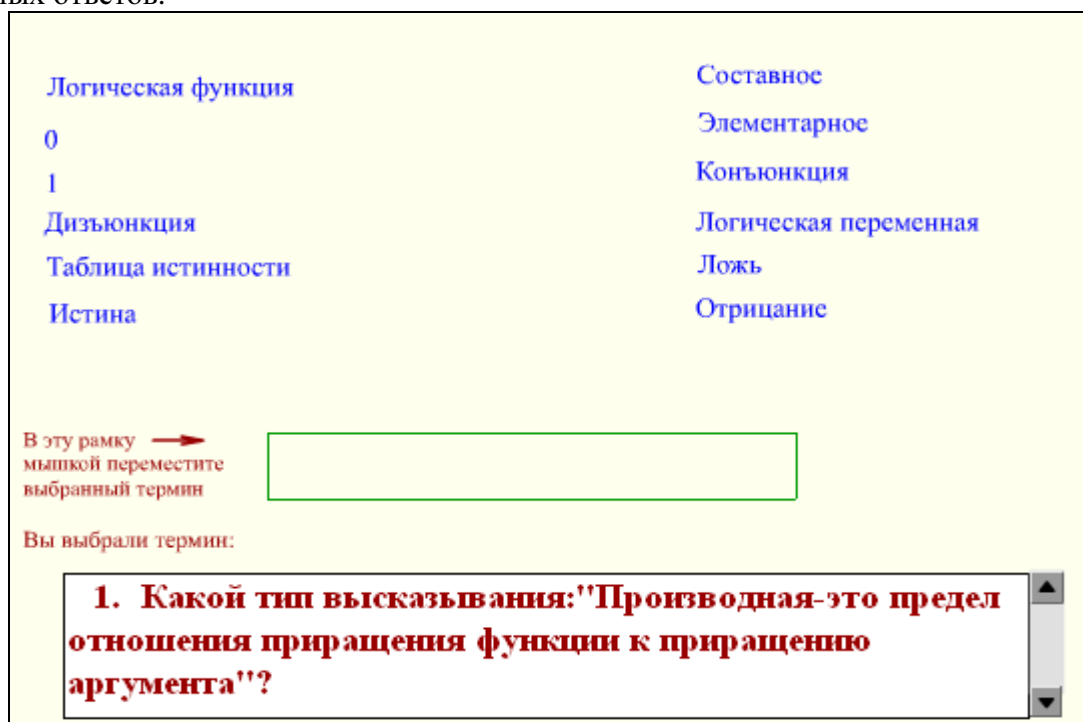 ответов.
Логическая функция
0
1
Дизъюнкция
Таблица истинности
Истина
Составное
Элементарное
Конъюнкция
Логическая переменная
Ложь
Отрицание
В эту рамку
мышкой переместите
выбранный термин
Вы выбрали термин:
1. Какой тип высказывания:"Производная-это предел
отношения приращения функции к приращению
аргумента"?